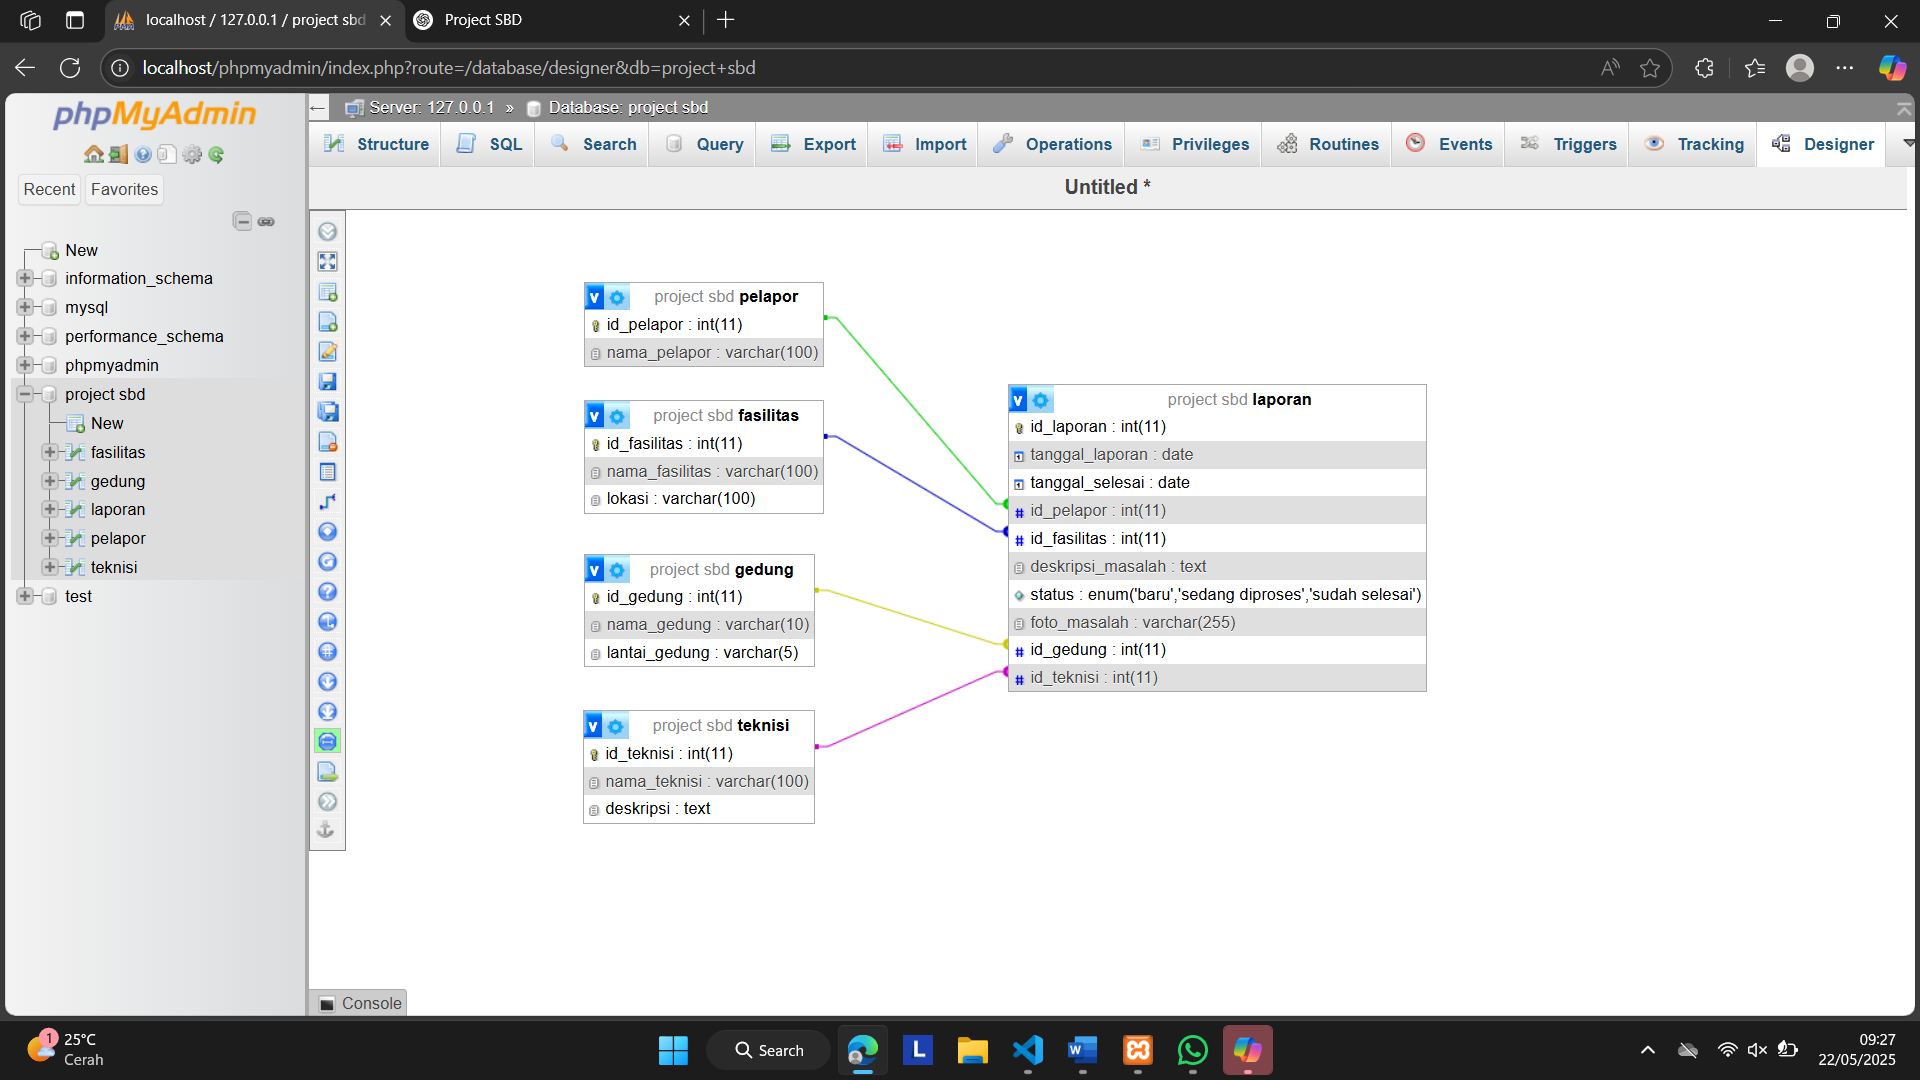 localhost / 127.0.0.1 / project sbd
Project SBD
localhost/phpmyadmin/index.php?route=/database/designer&db=project+sbd
phpMyAdmin
Recent
Favorites
New
information_schema
mysql
performance_schema
phpmyadmin
project sbd
New
fasilitas
gedung
laporan
pelapor
teknisi
test
Server: 127.0.0.1 » Database: project sbd
Structure
SQL
Search
Query
Export
Import
Operations
Privileges
Routines
Events
Triggers
Tracking
Designer
Untitled *
project sbd pelapor
id_pelapor : int(11)
nama_pelapor : varchar(100)
project sbd fasilitas
id_fasilitas : int(11)
nama_fasilitas : varchar(100)
lokasi : varchar(100)
project sbd gedung
id_gedung : int(11)
nama_gedung : varchar(10)
lantai_gedung : varchar(5)
project sbd teknisi
id_teknisi : int(11)
nama_teknisi : varchar(100)
deskripsi : text
project sbd laporan
id_laporan : int(11)
tanggal_laporan : date
tanggal_selesai : date
id_pelapor : int(11)
id_fasilitas : int(11)
deskripsi_masalah : text
status : enum('baru','sedang diproses','sudah selesai')
foto_masalah : varchar(255)
id_gedung : int(11)
id_teknisi : int(11)
Console
1
25°C
Cerah
Search
09:27
22/05/2025